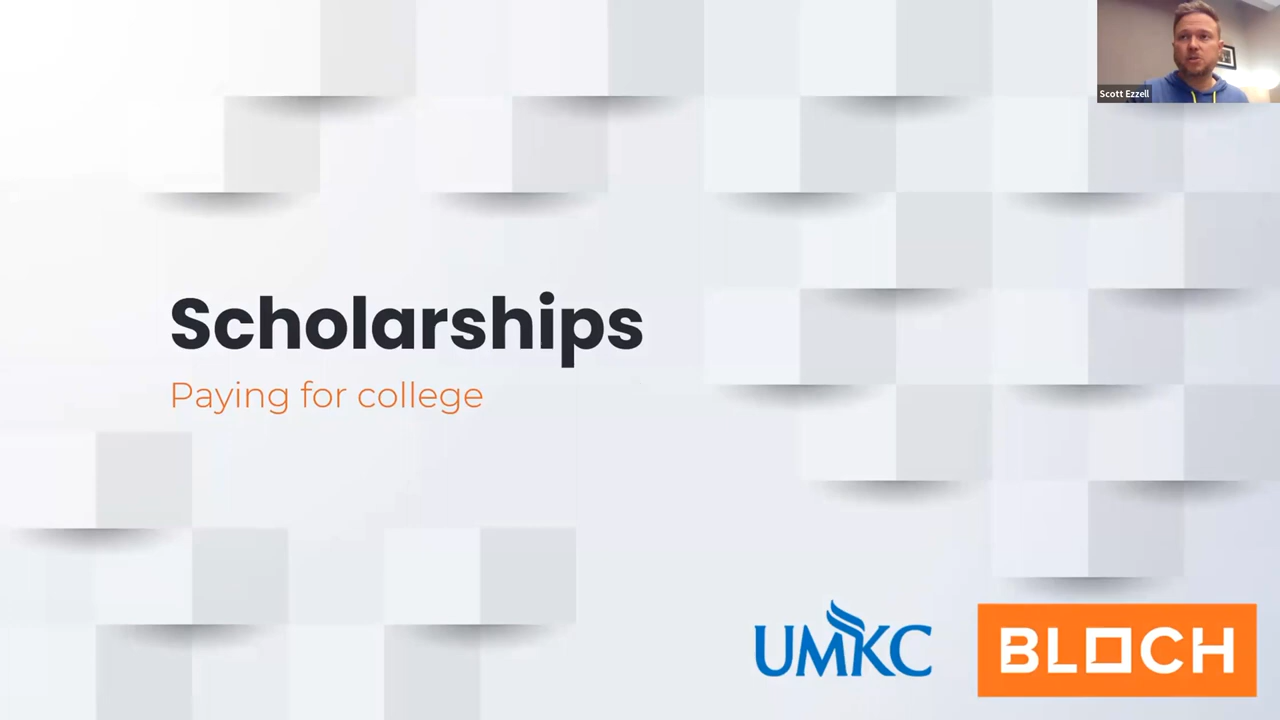 Scott Ezzell
Scholarships
Paying for college
UMKC
BLOCH